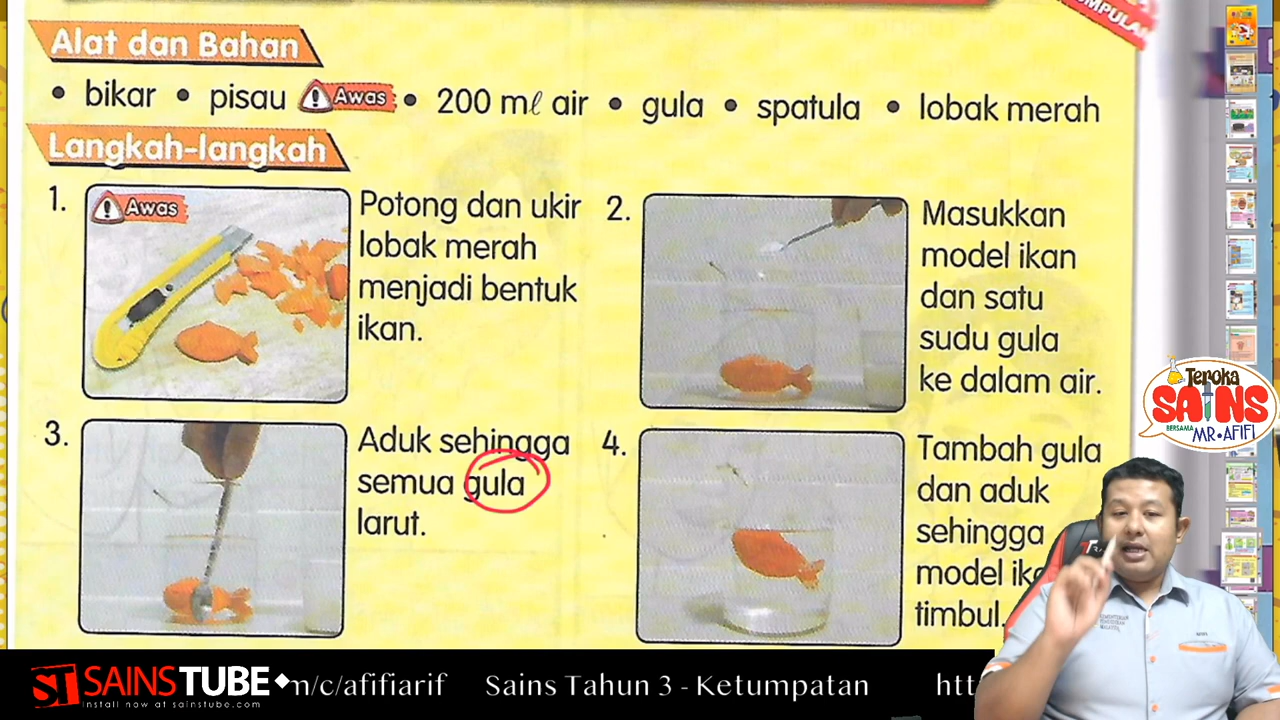 Alat dan Bahan
• bikar • pisau Awas • 200 mℓ air • gula • spatula • lobak merah
Langkah-langkah
1.
Awas
Potong dan ukir
lobak merah
menjadi bentuk
ikan.
2.
Masukkan
model ikan
dan satu
sudu gula
ke dalam air.
3.
Aduk sehingga
semua gula
larut.
4.
Tambah gula
dan aduk
sehingga
model
timbul.
Teroka
SAINS
BERSAMA
MR•AFIFI
ST SAINSTUBE
Install now at sainstube.com
m/c/afifiarif
Sains Tahun 3 - Ketumpatan
htt